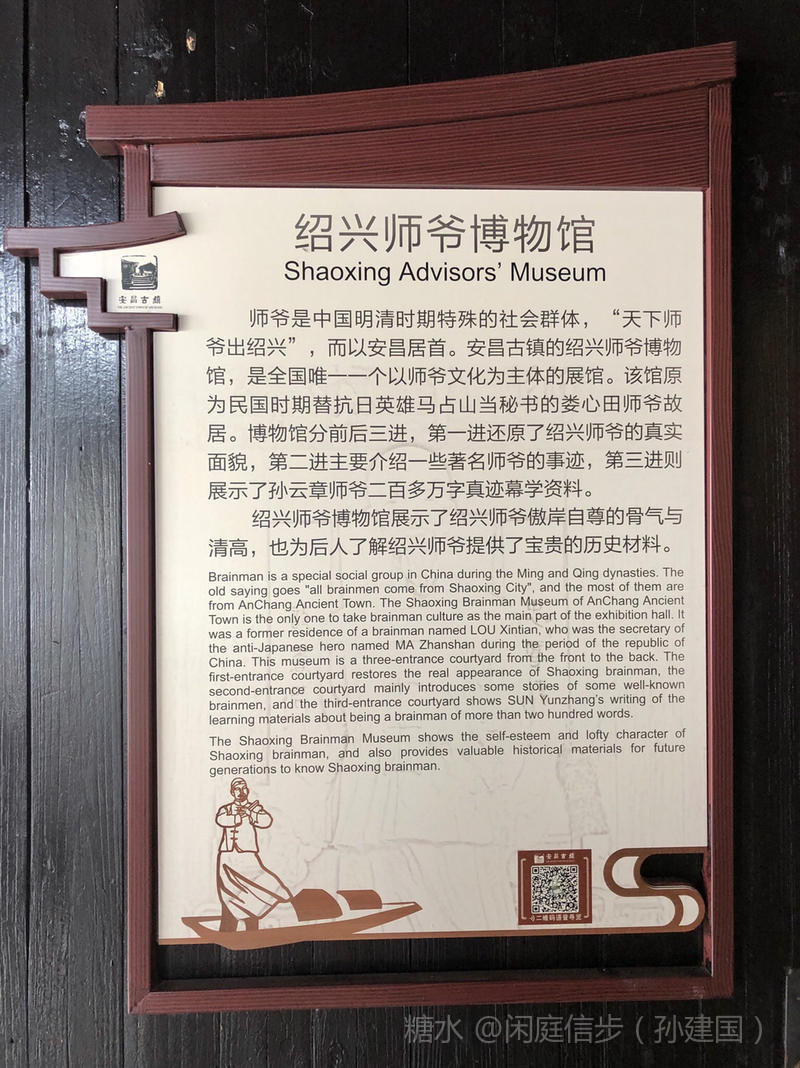 绍兴师爷博物馆
Shaoxing Advisors' Museum
安昌古镇
师爷是中国明清时期特殊的社会群体，“天下师
爷出绍兴”，而以安昌居首。安昌古镇的绍兴师爷博物
馆，是全国唯一一个以师爷文化为主体的展馆。该馆原
为民国时期替抗日英雄马占山当秘书的娄心田师爷故
居。博物馆分前后三进，第一进还原了绍兴师爷的真实
面貌，第二进主要介绍一些著名师爷的事迹，第三进则
展示了孙云章师爷二百多万字真迹幕学资料。
绍兴师爷博物馆展示了绍兴师爷傲岸自尊的骨气与
清高，也为后人了解绍兴师爷提供了宝贵的历史材料。
Brainman is a special social group in China during the Ming and Qing dynasties. The
old saying goes "all brainmen come from Shaoxing City", and the most of them are
from AnChang Ancient Town. The Shaoxing Brainman Museum of AnChang Ancient
Town is the only one to take brainman culture as the main part of the exhibition hall. It
was a former residence of a brainman named LOU Xintian, who was the secretary of
the anti-Japanese hero named MA Zhanshan during the period of the republic of
China. This museum is a three-entrance courtyard from the front to the back. The
first-entrance courtyard restores the real appearance of Shaoxing brainman, the
second-entrance courtyard mainly introduces some stories of some well-known
brainmen, and the third-entrance courtyard shows SUN Yunzhang's writing of the
learning materials about being a brainman of more than two hundred words.
The Shaoxing Brainman Museum shows the self-esteem and lofty character of
Shaoxing brainman, and also provides valuable historical materials for future
generations to know Shaoxing brainman.
安昌古镇
二维码语音导览
糖水 @闲庭信步（孙建国）